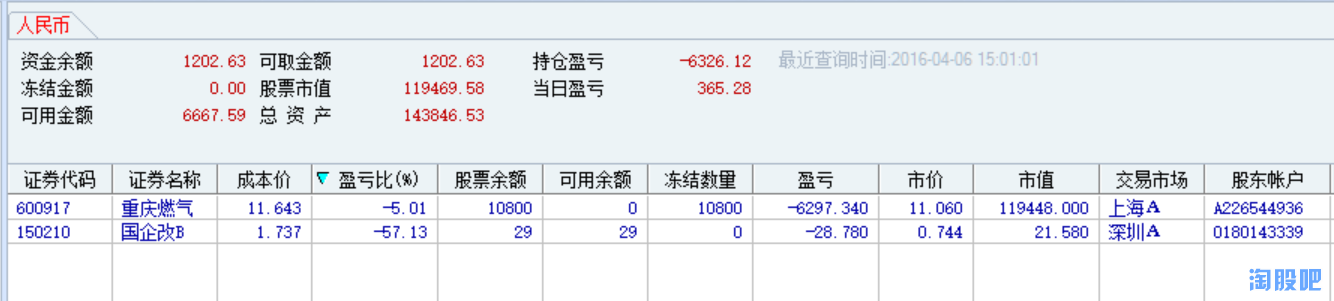 人民币
资金余额 1202.63 可取金额 1202.63 持仓盈亏 -6326.12 最近查询时间:2016-04-06 15:01:01
冻结金额 0.00 股票市值 119469.58 当日盈亏 365.28
可用金额 6667.59 总 资 产 143846.53
证券代码 证券名称 成本价 盈亏比(%) 股票余额 可用余额 冻结数量 盈亏 市价 市值 交易市场 股东帐户
600917 重庆燃气 11.643 -5.01 10800 0 10800 -6297.340 11.060 119448.000 上海A A226544936
150210 国企改B 1.737 -57.13 29 29 0 -28.780 0.744 21.580 深圳A 0180143339
淘股吧